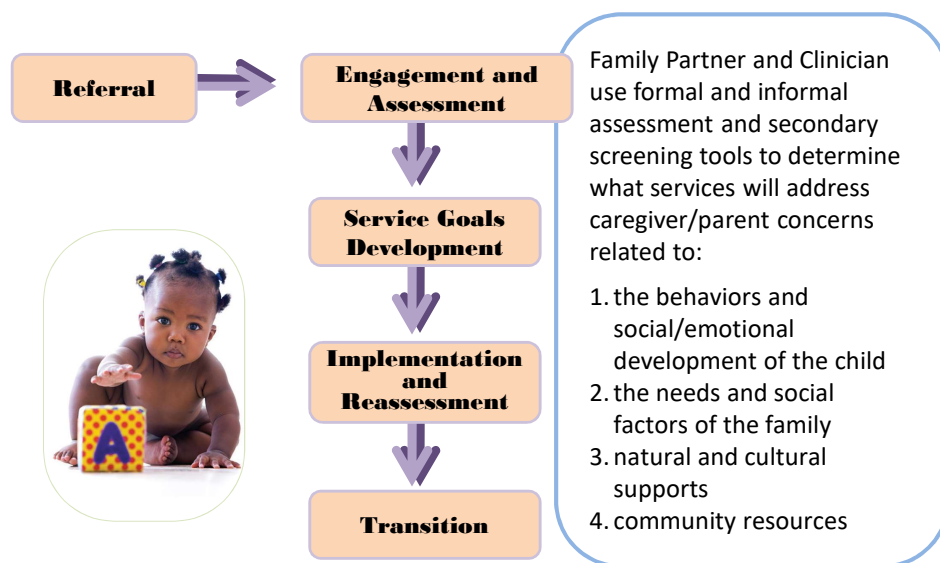 Referral
Engagement and
Assessment
Service Goals
Development
Implementation
and
Reassessment
Transition
A
Family Partner and Clinician
use formal and informal
assessment and secondary
screening tools to determine
what services will address
caregiver/parent concerns
related to:
1. the behaviors and
social/emotional
development of the child
2. the needs and social
factors of the family
3. natural and cultural
supports
4. community resources